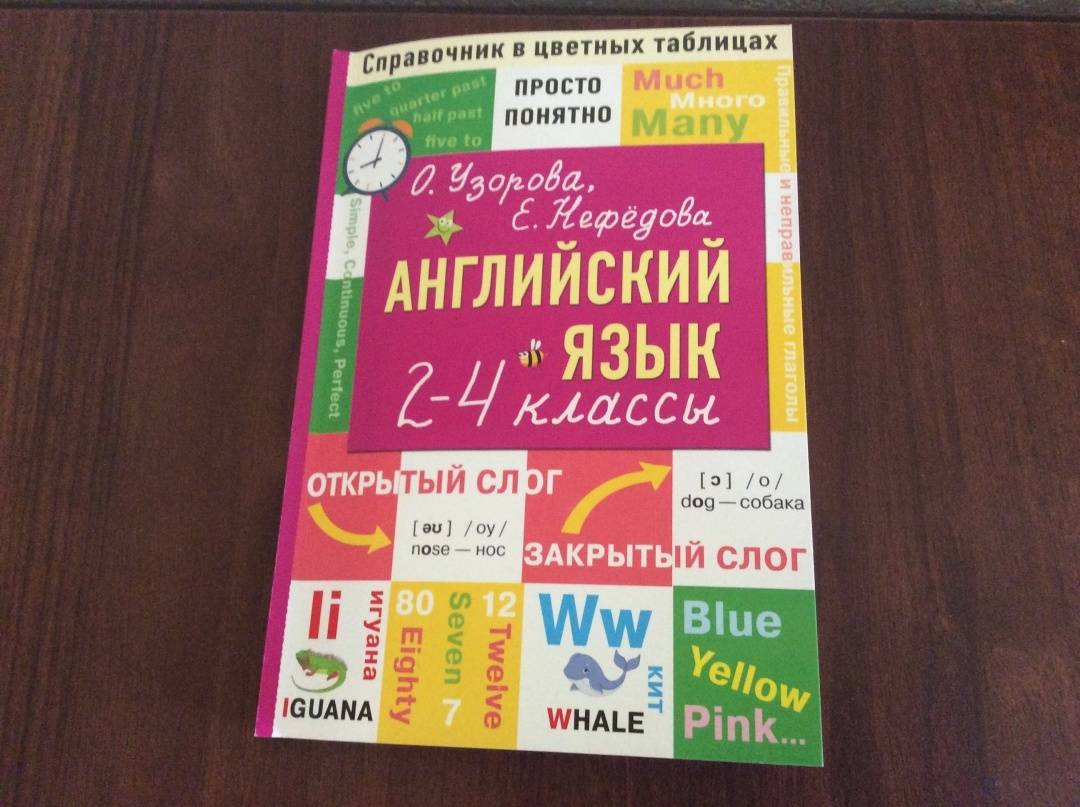 Справочник в цветных таблицах
five to
quarter past
half past
five to
ПРОСТО
ПОНЯТНО
Much
Много
Many
Правильные и неправильные глаголы
Simple, Continuous, Perfect
О. Узорова,
Е. Нефёдова
АНГЛИЙСКИЙ
ЯЗЫК
2-4 классы
ОТКРЫТЫЙ СЛОГ
[əʊ] /оу/
nose — нос
[ɔ] /о/
dog — собака
ЗАКРЫТЫЙ СЛОГ
Ii
игуана
IGUANA
80
Eighty
Seven
7
12
Twelve
Ww
кит
WHALE
Blue
Yellow
Pink...